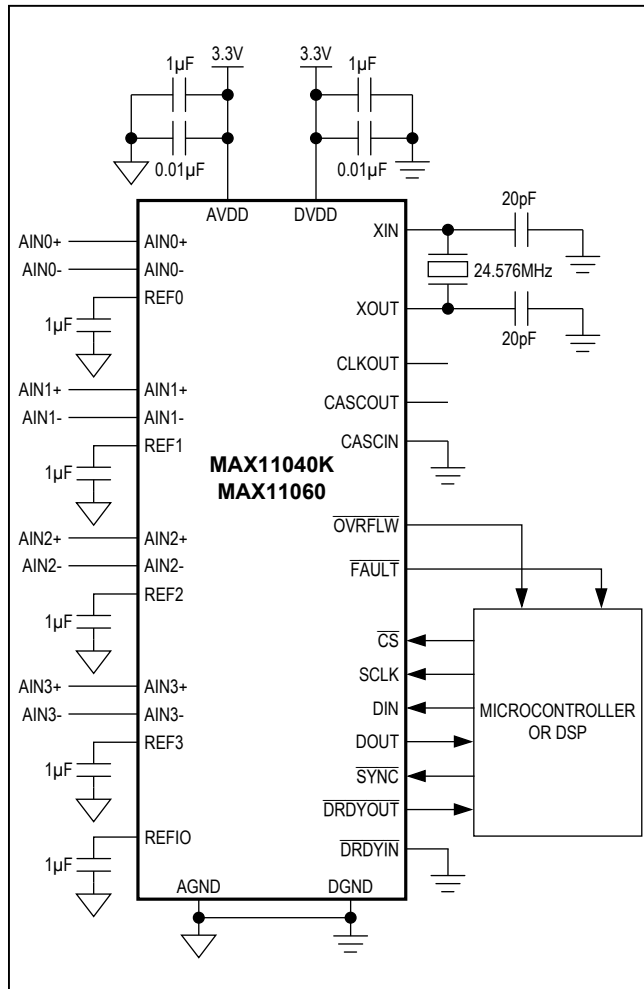 3.3V 3.3V
1µF 1µF
0.01µF 0.01µF
AVDD DVDD
20pF
XIN
AIN0+ AIN0+
AIN0- AIN0-
24.576MHz
REF0
XOUT
1µF
20pF
CLKOUT
AIN1+ AIN1+
CASCOUT
AIN1- AIN1-
REF1
CASCIN
1µF
MAX11040K
MAX11060
OVRFLW
AIN2+ AIN2+
AIN2- AIN2-
FAULT
REF2
1µF
CS
SCLK
AIN3+ AIN3+
DIN
AIN3- AIN3-
MICROCONTROLLER
OR DSP
DOUT
REF3
1µF
SYNC
DRDYOUT
REFIO
DRDYIN
1µF
AGND DGND